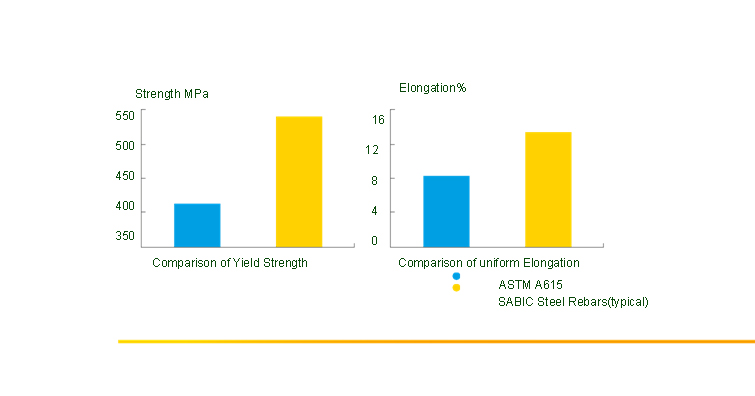 Strength MPa
550
500
450
400
350
Comparison of Yield Strength
Elongation%
16
12
8
4
0
Comparison of uniform Elongation
ASTM A615
SABIC Steel Rebars(typical)